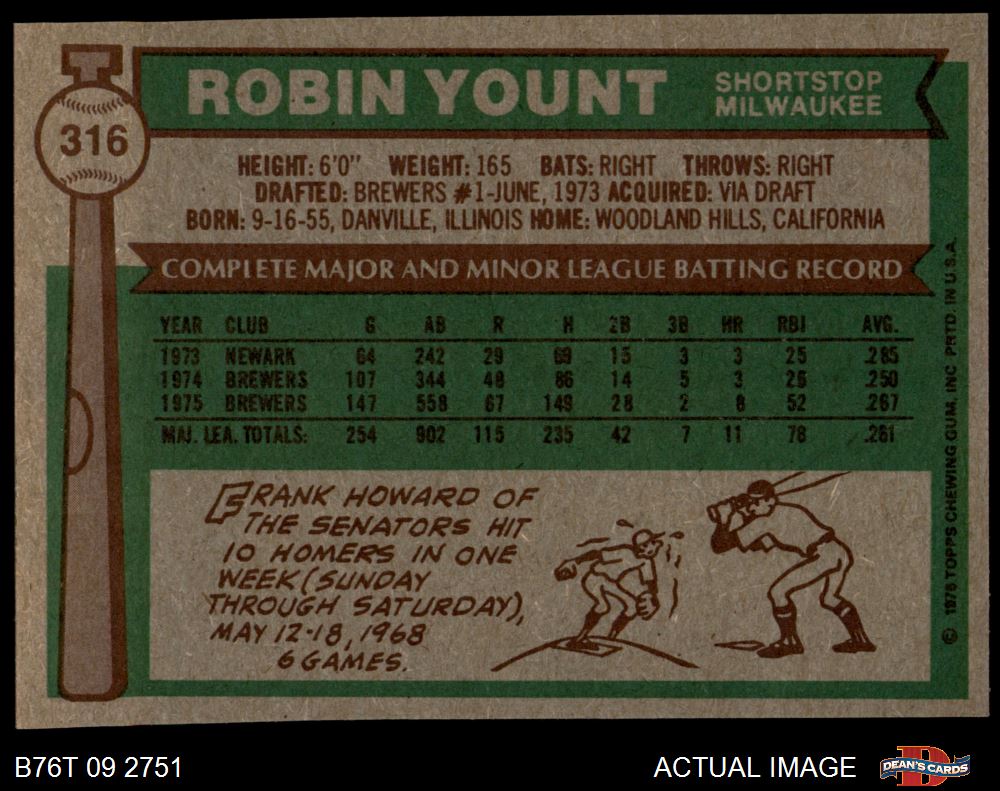 316
ROBIN YOUNT
SHORTSTOP
MILWAUKEE
HEIGHT: 6'0" WEIGHT: 165 BATS: RIGHT THROWS: RIGHT
DRAFTED: BREWERS #1-JUNE, 1973 ACQUIRED: VIA DRAFT
BORN: 9-16-55, DANVILLE, ILLINOIS HOME: WOODLAND HILLS, CALIFORNIA
COMPLETE MAJOR AND MINOR LEAGUE BATTING RECORD
YEAR CLUB G AB R H 2B 3B HR RBI AVG.
1973 NEWARK 64 242 29 69 15 3 3 25 .285
1974 BREWERS 107 344 48 86 14 5 3 26 .250
1975 BREWERS 147 558 67 149 28 2 8 52 .267
MAJ. LEA. TOTALS: 254 902 115 235 42 7 11 78 .261
FRANK HOWARD OF
THE SENATORS HIT
10 HOMERS IN ONE
WEEK (SUNDAY
THROUGH SATURDAY),
MAY 12-18, 1968
6 GAMES.
© 1976 TOPPS CHEWING GUM, INC PRTD. IN U.S.A.
B76T 09 2751
ACTUAL IMAGE
DEAN'S CARDS